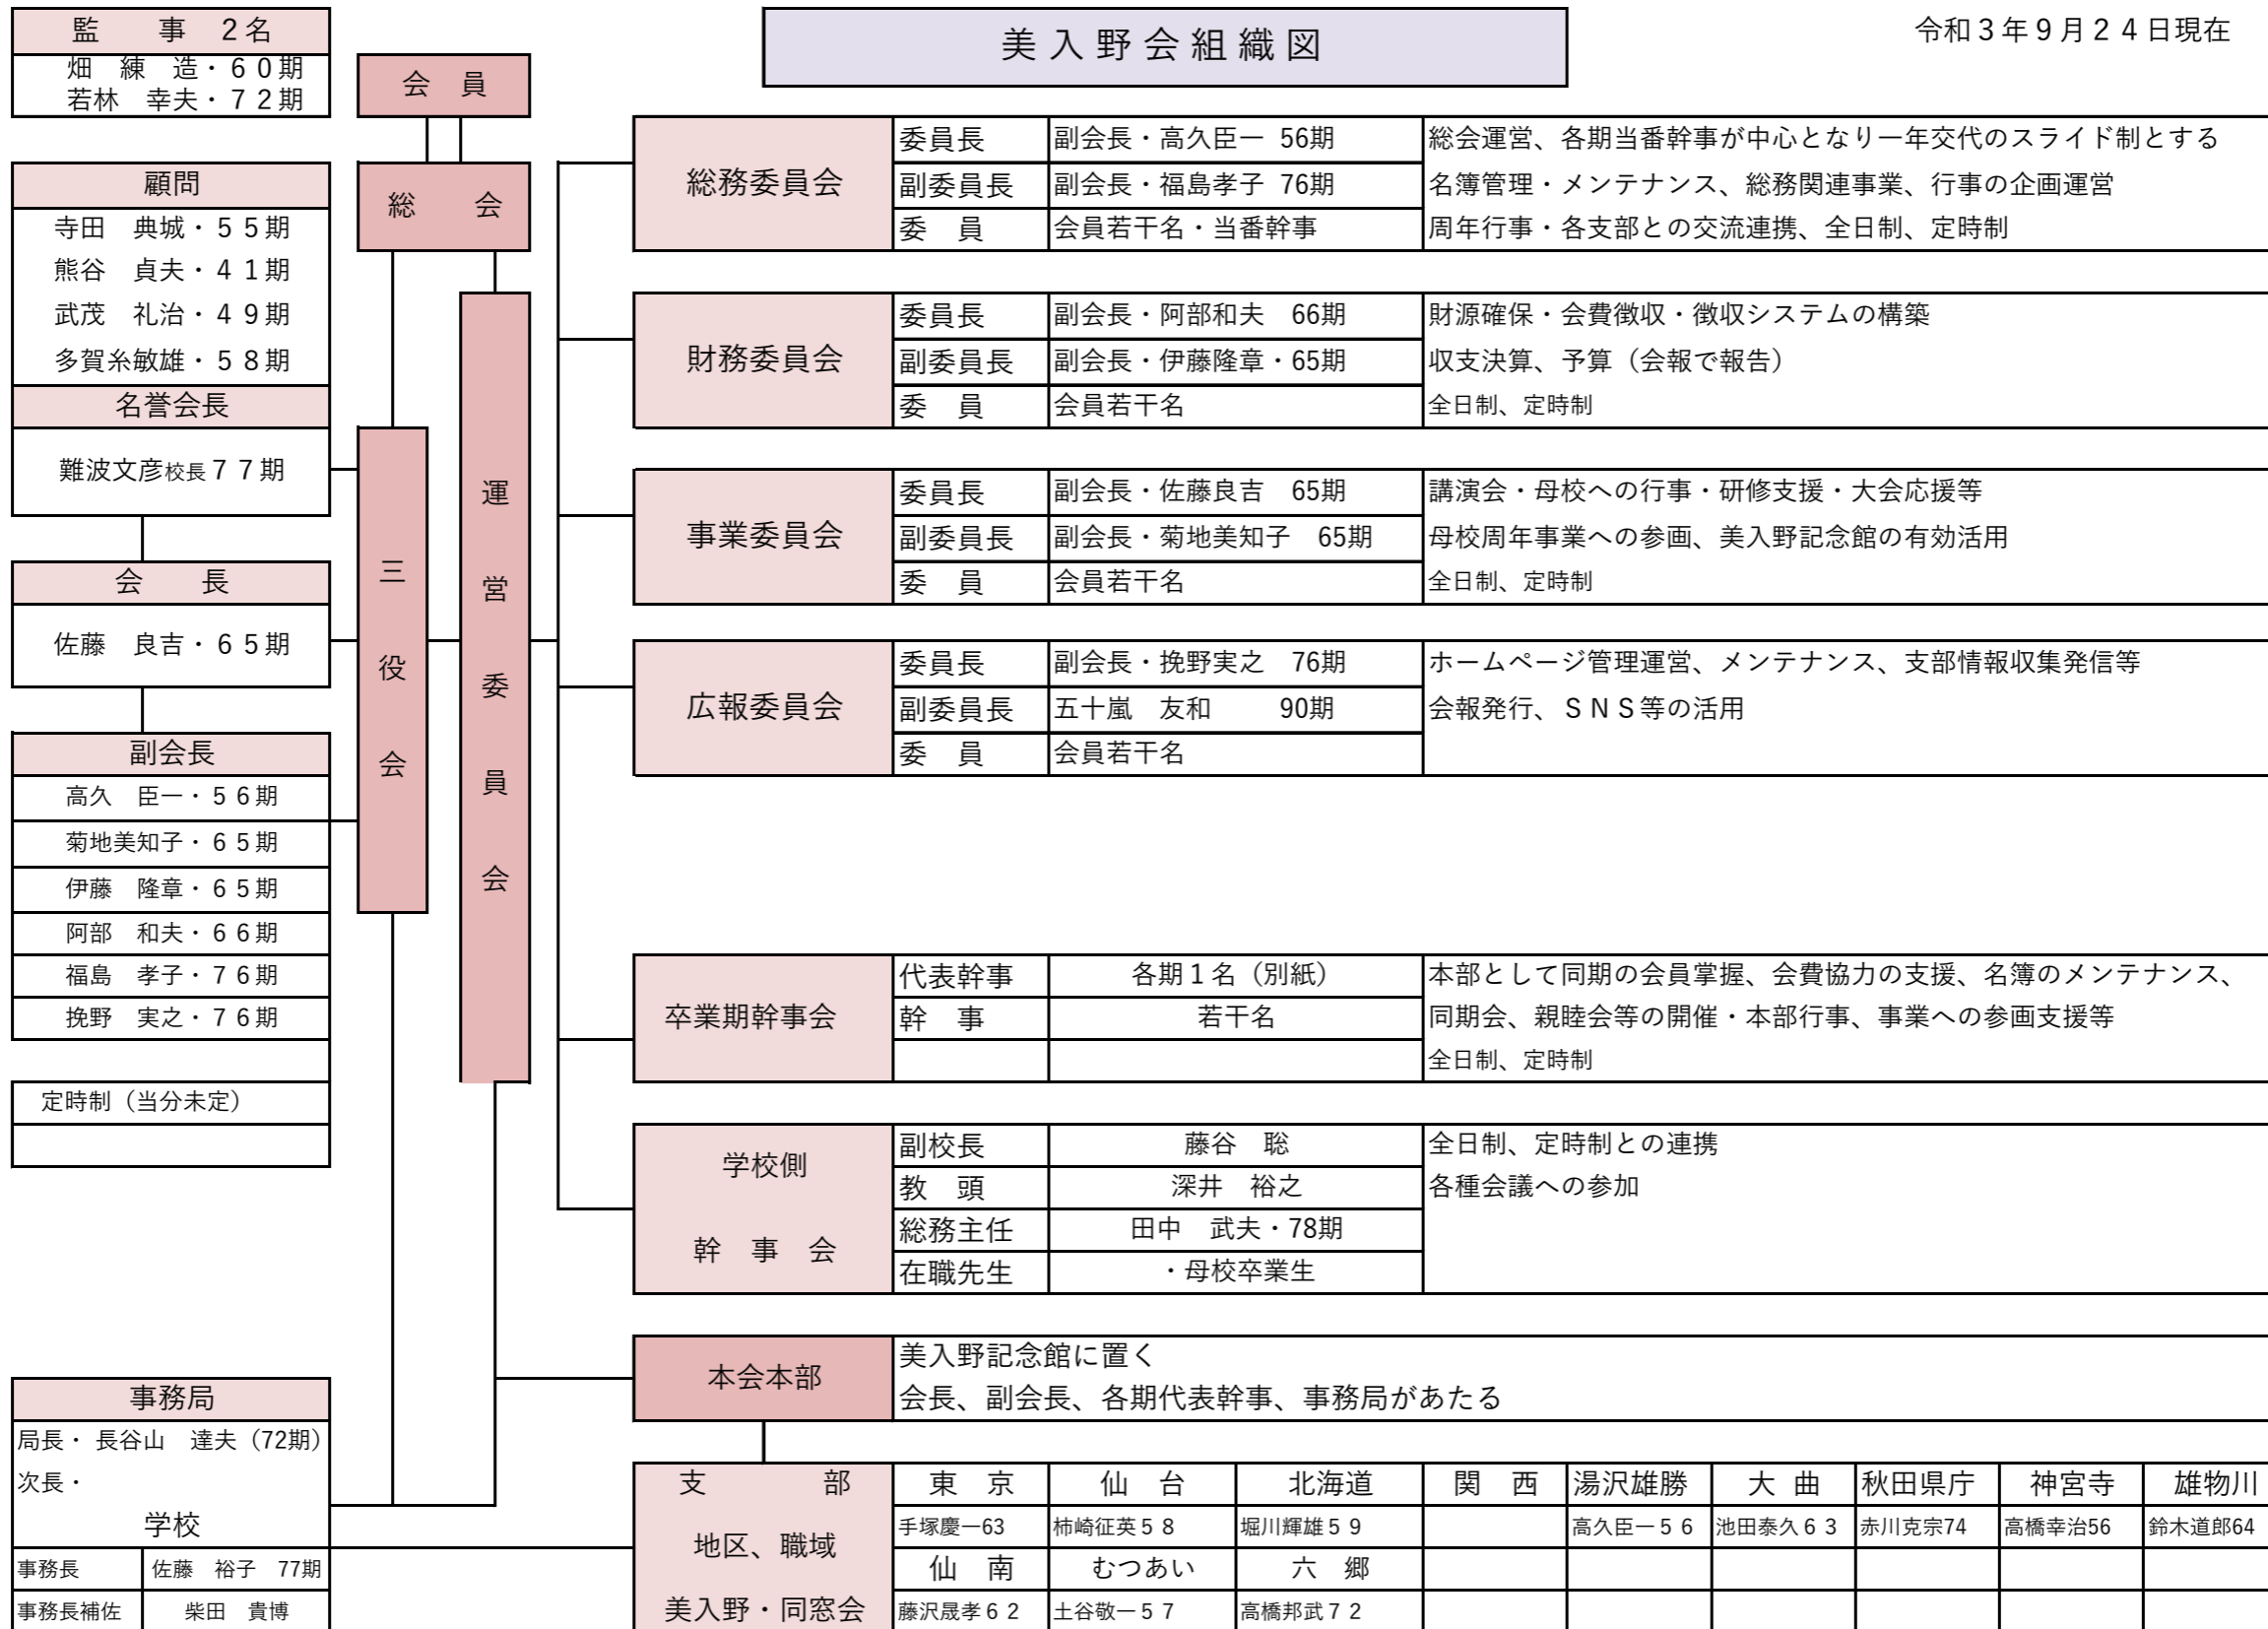 美入野会組織図
令和３年９月２４日現在
監　事　２名
畑　練　造・６０期
若林　幸夫・７２期
会　員
総　会
顧問
寺田　典城・５５期
熊谷　貞夫・４１期
武茂　礼治・４９期
多賀糸敏雄・５８期
名誉会長
難波文彦校長７７期
会　長
佐藤　良吉・６５期
副会長
高久　臣一・５６期
菊地美知子・６５期
伊藤　隆章・６５期
阿部　和夫・６６期
福島　孝子・７６期
挽野　実之・７６期
定時制（当分未定）
三役会
運営委員会
総務委員会
委員長　副会長・高久臣一 56期　総会運営、各期当番幹事が中心となり一年交代のスライド制とする
副委員長　副会長・福島孝子 76期　名簿管理・メンテナンス、総務関連事業、行事の企画運営
委　員　会員若干名・当番幹事　周年行事・各支部との交流連携、全日制、定時制
財務委員会
委員長　副会長・阿部和夫　66期　財源確保・会費徴収・徴収システムの構築
副委員長　副会長・伊藤隆章・65期　収支決算、予算（会報で報告）
委　員　会員若干名　全日制、定時制
事業委員会
委員長　副会長・佐藤良吉　65期　講演会・母校への行事・研修支援・大会応援等
副委員長　副会長・菊地美知子　65期　母校周年事業への参画、美入野記念館の有効活用
委　員　会員若干名　全日制、定時制
広報委員会
委員長　副会長・挽野実之　76期　ホームページ管理運営、メンテナンス、支部情報収集発信等
副委員長　五十嵐　友和　90期　会報発行、ＳＮＳ等の活用
委　員　会員若干名
卒業期幹事会
代表幹事　各期１名（別紙）　本部として同期の会員掌握、会費協力の支援、名簿のメンテナンス、
幹　事　若干名　同期会、親睦会等の開催・本部行事、事業への参画支援等
全日制、定時制
学校側
幹　事　会
副校長　藤谷　聡　全日制、定時制との連携
教　頭　深井　裕之　各種会議への参加
総務主任　田中　武夫・78期
在職先生　・母校卒業生
本会本部
美入野記念館に置く
会長、副会長、各期代表幹事、事務局があたる
事務局
局長・ 長谷山　達夫（72期）
次長・
学校
事務長　佐藤　裕子　77期
事務長補佐　柴田　貴博
支　部
地区、職域
美入野・同窓会
東　京　仙　台　北海道　関　西　湯沢雄勝　大　曲　秋田県庁　神宮寺　雄物川
手塚慶一63　柿崎征英５８　堀川輝雄５９　高久臣一５６　池田泰久６３　赤川克宗74　高橋幸治56　鈴木道郎64
仙　南　むつあい　六　郷
藤沢晟孝６２　土谷敬一５７　高橋邦武７２